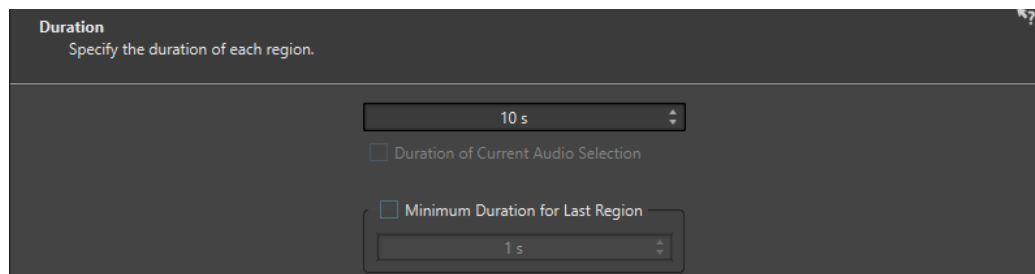 Duration
Specify the duration of each region.
10 s
Duration of Current Audio Selection
Minimum Duration for Last Region
1 s